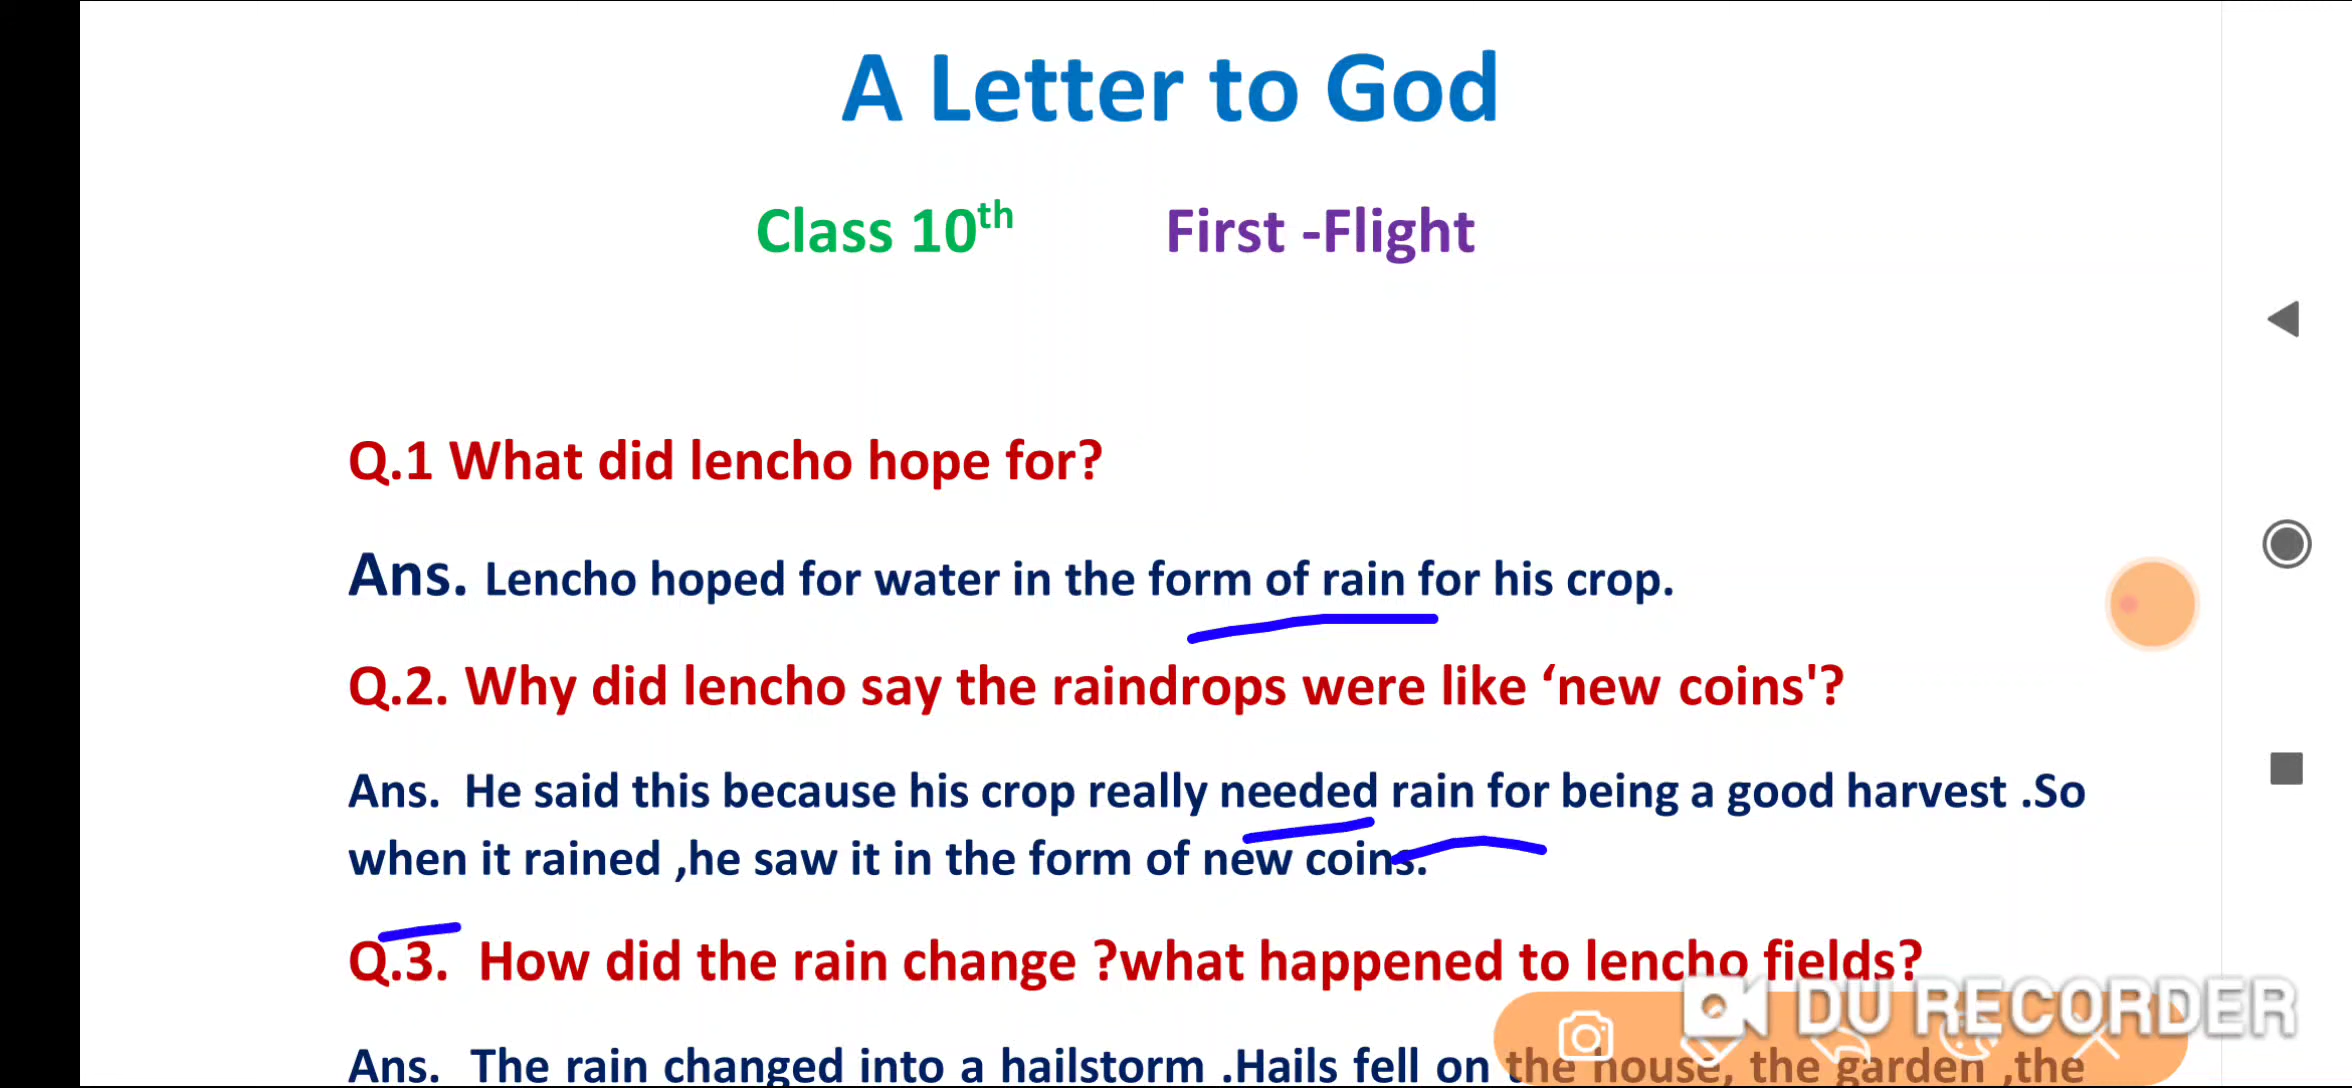 A Letter to God
Class 10th First -Flight
Q.1 What did lencho hope for?
Ans. Lencho hoped for water in the form of rain for his crop.
Q.2. Why did lencho say the raindrops were like ‘new coins'?
Ans. He said this because his crop really needed rain for being a good harvest .So
when it rained ,he saw it in the form of new coins.
Q.3. How did the rain change ?what happened to lencho fields?
DU RECORDER
Ans. The rain changed into a hailstorm .Hails fell on the house, the garden ,the